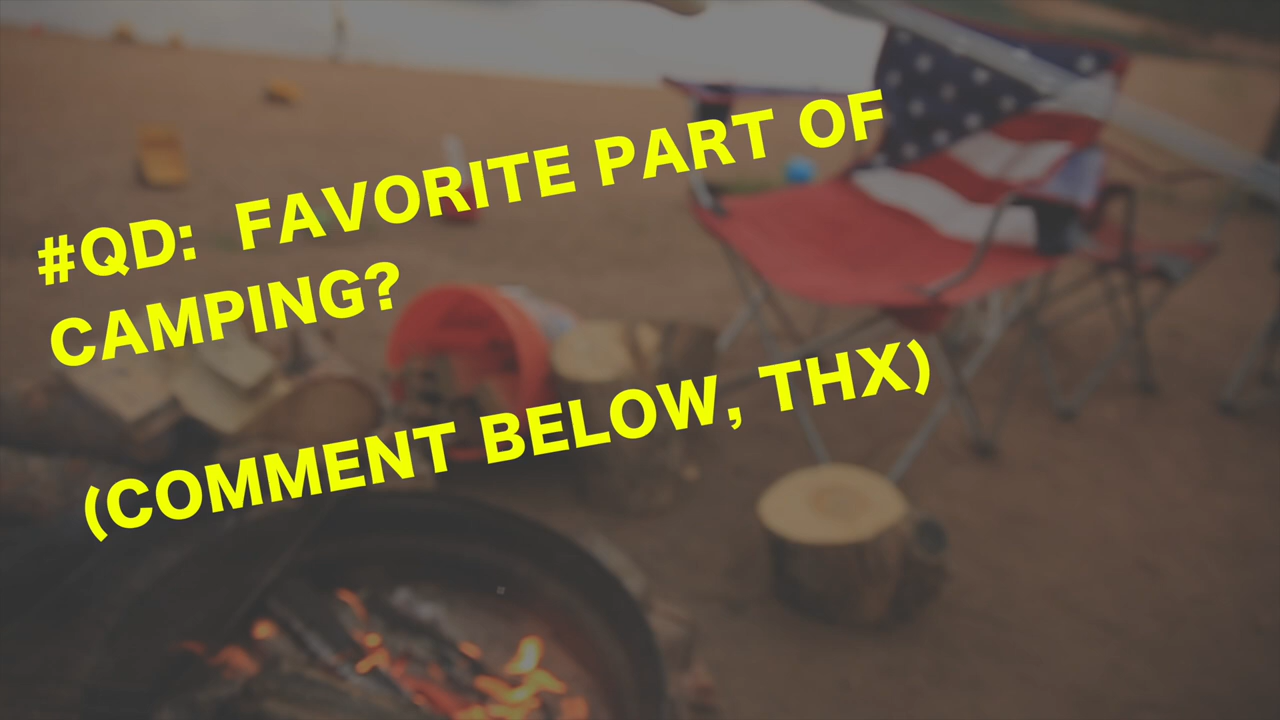 #QD:  FAVORITE PART OF
CAMPING?
(COMMENT BELOW, THX)